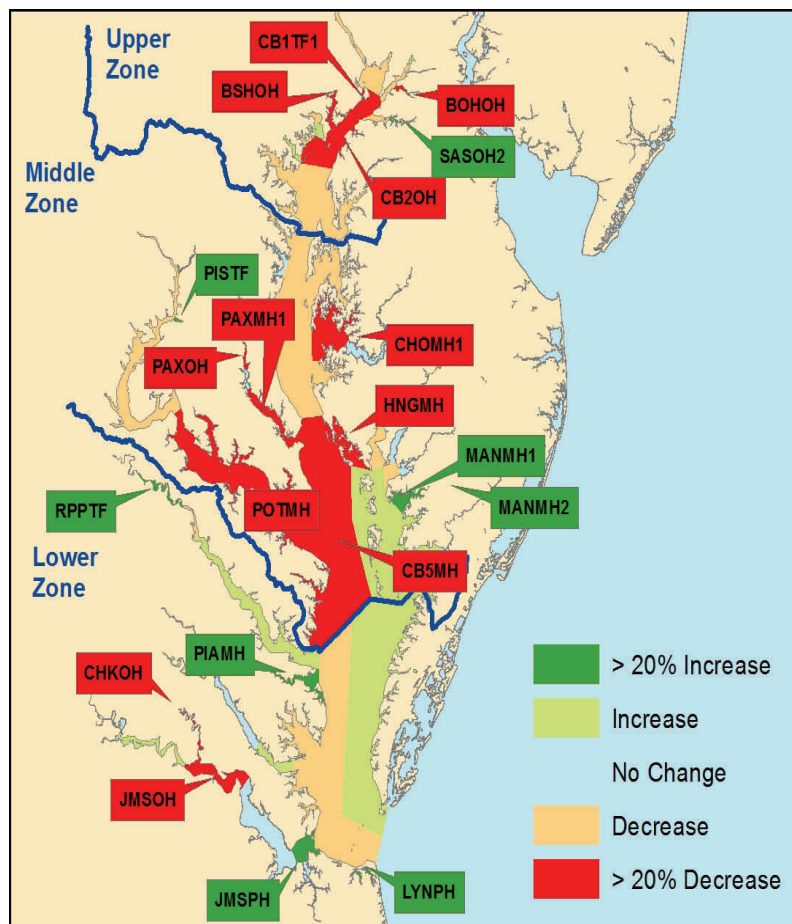 Upper
Zone
CB1TF1
BSHOH
BOHOH
SASOH2
Middle
Zone
CB2OH
PISTF
PAXMH1
CHOMH1
PAXOH
HNGMH
MANMH1
RPPTF
MANMH2
POTMH
Lower
Zone
CB5MH
PIAMH
CHKOH
JMSOH
JMSPH
LYNPH
> 20% Increase
Increase
No Change
Decrease
> 20% Decrease